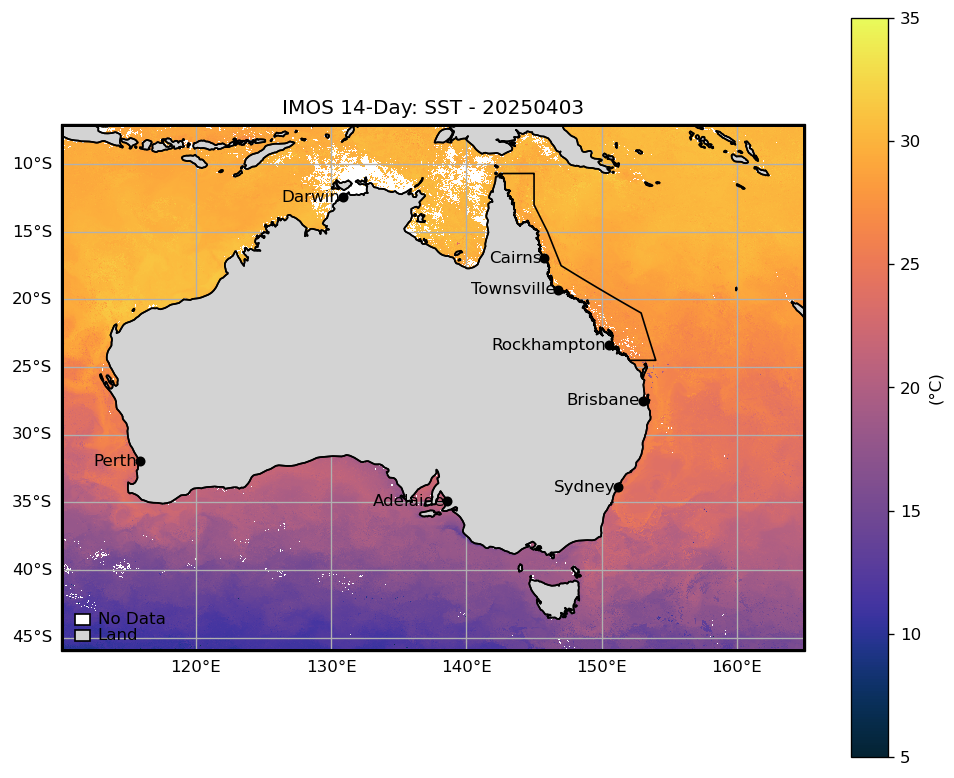 IMOS 14-Day: SST - 20250403
35
30
25
20
15
10
5
(°C)
10°S
15°S
20°S
25°S
30°S
35°S
40°S
45°S
Darwin
Cairns
Townsville
Rockhampton
Brisbane
Perth
Sydney
Adelaide
No Data
Land
120°E
130°E
140°E
150°E
160°E